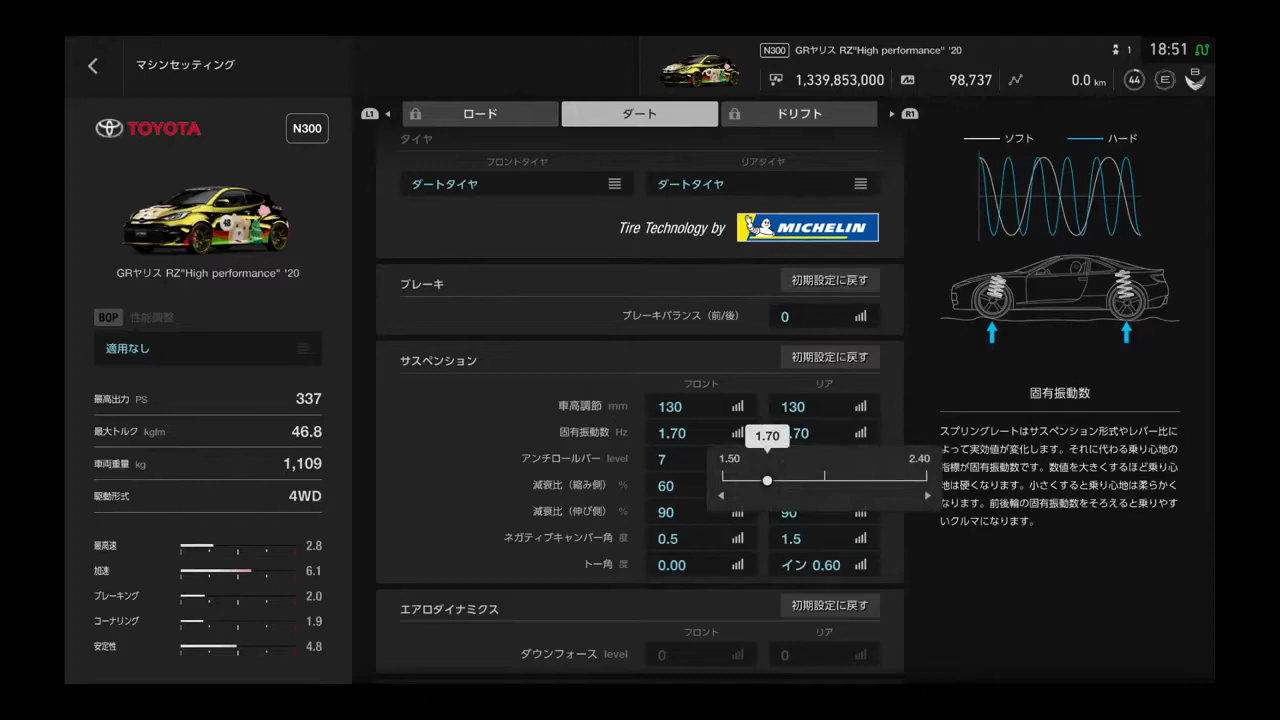 マシンセッティング
N300 GRヤリス RZ"High performance" '20
1 18:51
1,339,853,000 98,737 0.0 km 44 E B
TOYOTA N300
GRヤリス RZ"High performance" '20
BOP 性能調整
適用なし
最高出力 PS 337
最大トルク kgfm 46.8
車両重量 kg 1,109
駆動形式 4WD
最高速 2.8
加速 6.1
ブレーキング 2.0
コーナリング 1.9
安定性 4.8
L1 ロード ダート ドリフト R1
タイヤ
フロントタイヤ リアタイヤ
ダートタイヤ ダートタイヤ
Tire Technology by MICHELIN
ブレーキ 初期設定に戻す
ブレーキバランス（前/後） 0
サスペンション 初期設定に戻す
フロント リア
車高調節 mm 130 130
固有振動数 Hz 1.70 .70
1.70
アンチロールバー level 7
1.50 2.40
減衰比（縮み側） % 60
減衰比（伸び側） % 90 90
ネガティブキャンバー角 度 0.5 1.5
トー角 度 0.00 イン 0.60
エアロダイナミクス 初期設定に戻す
フロント リア
ダウンフォース level 0 0
ソフト ハード
固有振動数
スプリングレートはサスペンション形式やレバー比に
よって実効値が変化します。それに代わる乗り心地の
指標が固有振動数です。数値を大きくするほど乗り心
地は硬くなります。小さくすると乗り心地は柔らかく
なります。前後輪の固有振動数をそろえると乗りやす
いクルマになります。